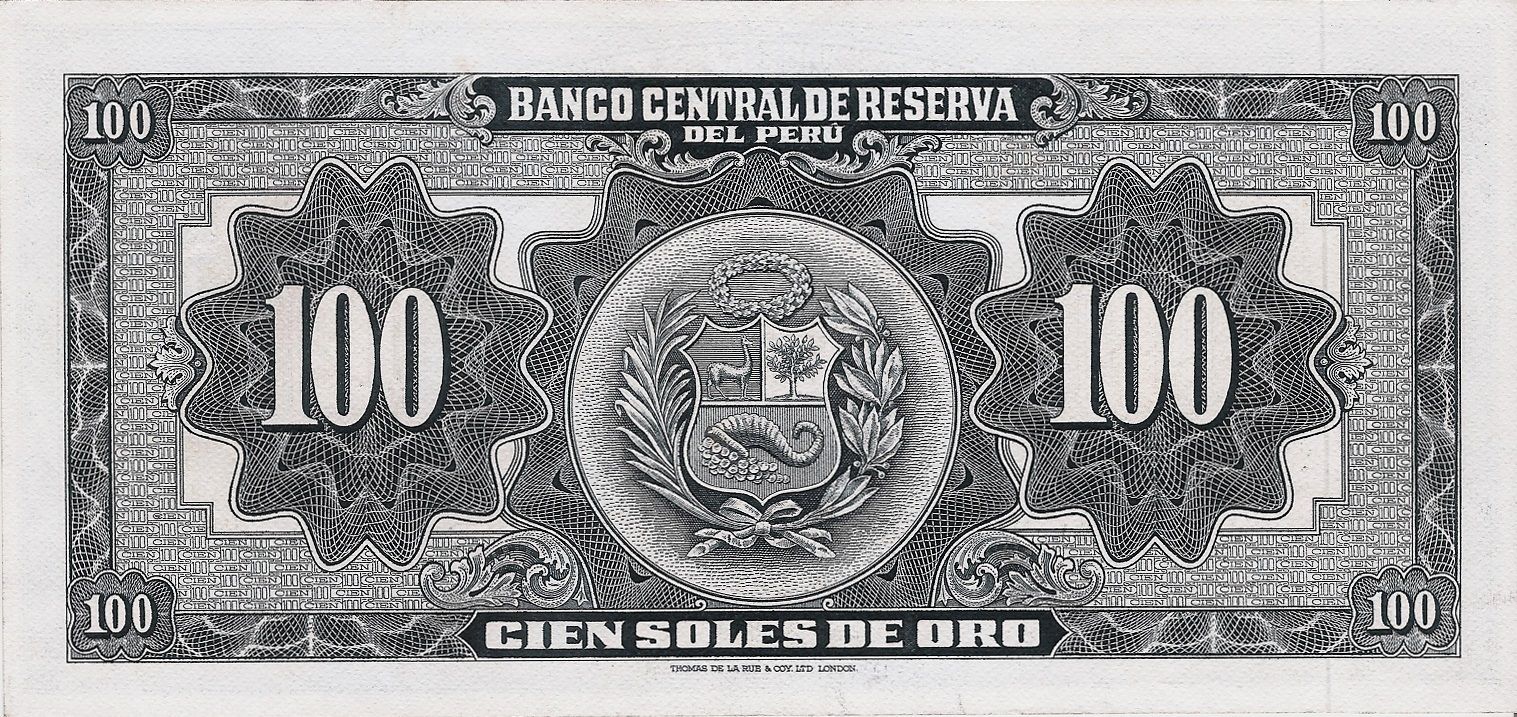 BANCO CENTRAL DE RESERVA
DEL PERÚ
100
100
100
100
100
100
CIEN SOLES DE ORO
THOMAS DE LA RUE & COY. LTD LONDON.